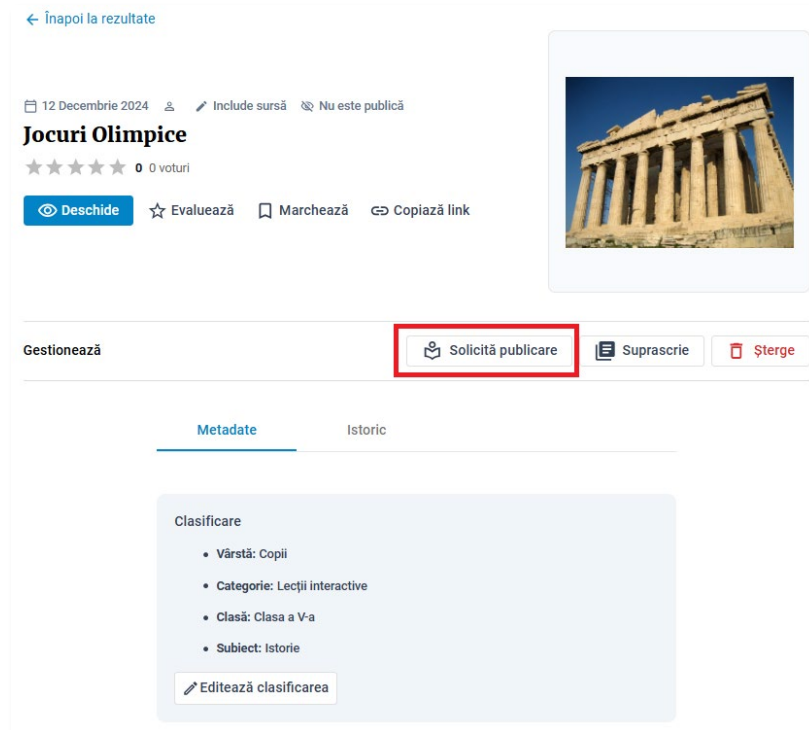 Înapoi la rezultate
12 Decembrie 2024 Include sursă Nu este publică
Jocuri Olimpice
0 0 voturi
Deschide Evaluează Marchează Copiază link
Gestionează Solicită publicare Suprascrie Șterge
Metadate Istoric
Clasificare
Vârstă: Copii
Categorie: Lecții interactive
Clasă: Clasa a V-a
Subiect: Istorie
Editează clasificarea